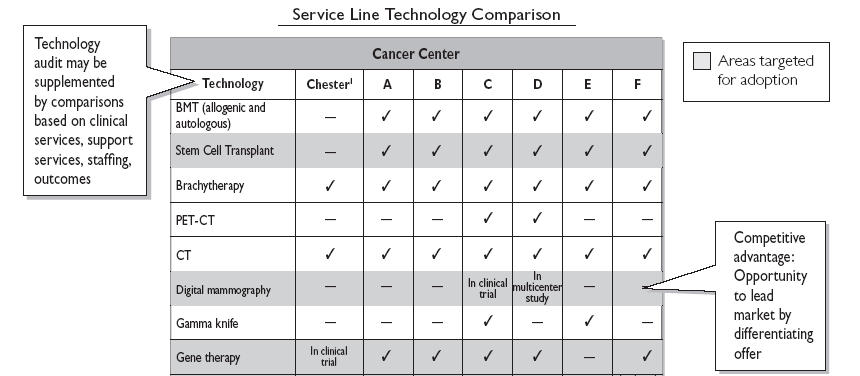 Service Line Technology Comparison
Technology
audit may be
supplemented
by comparisons
based on clinical
services, support
services, staffing,
outcomes
Cancer Center
Technology Chester¹ A B C D E F
BMT (allogenic and
autologous) — ✓ ✓ ✓ ✓ ✓ ✓
Stem Cell Transplant — ✓ ✓ ✓ ✓ ✓ ✓
Brachytherapy ✓ ✓ ✓ ✓ ✓ ✓ ✓
PET-CT — — — ✓ ✓ — —
CT ✓ ✓ ✓ ✓ ✓ ✓ ✓
Digital mammography — — — In clinical trial In multicenter study — —
Gamma knife — — — ✓ — ✓ —
Gene therapy In clinical trial ✓ ✓ ✓ ✓ — ✓
Areas targeted
for adoption
Competitive
advantage:
Opportunity
to lead
market by
differentiating
offer